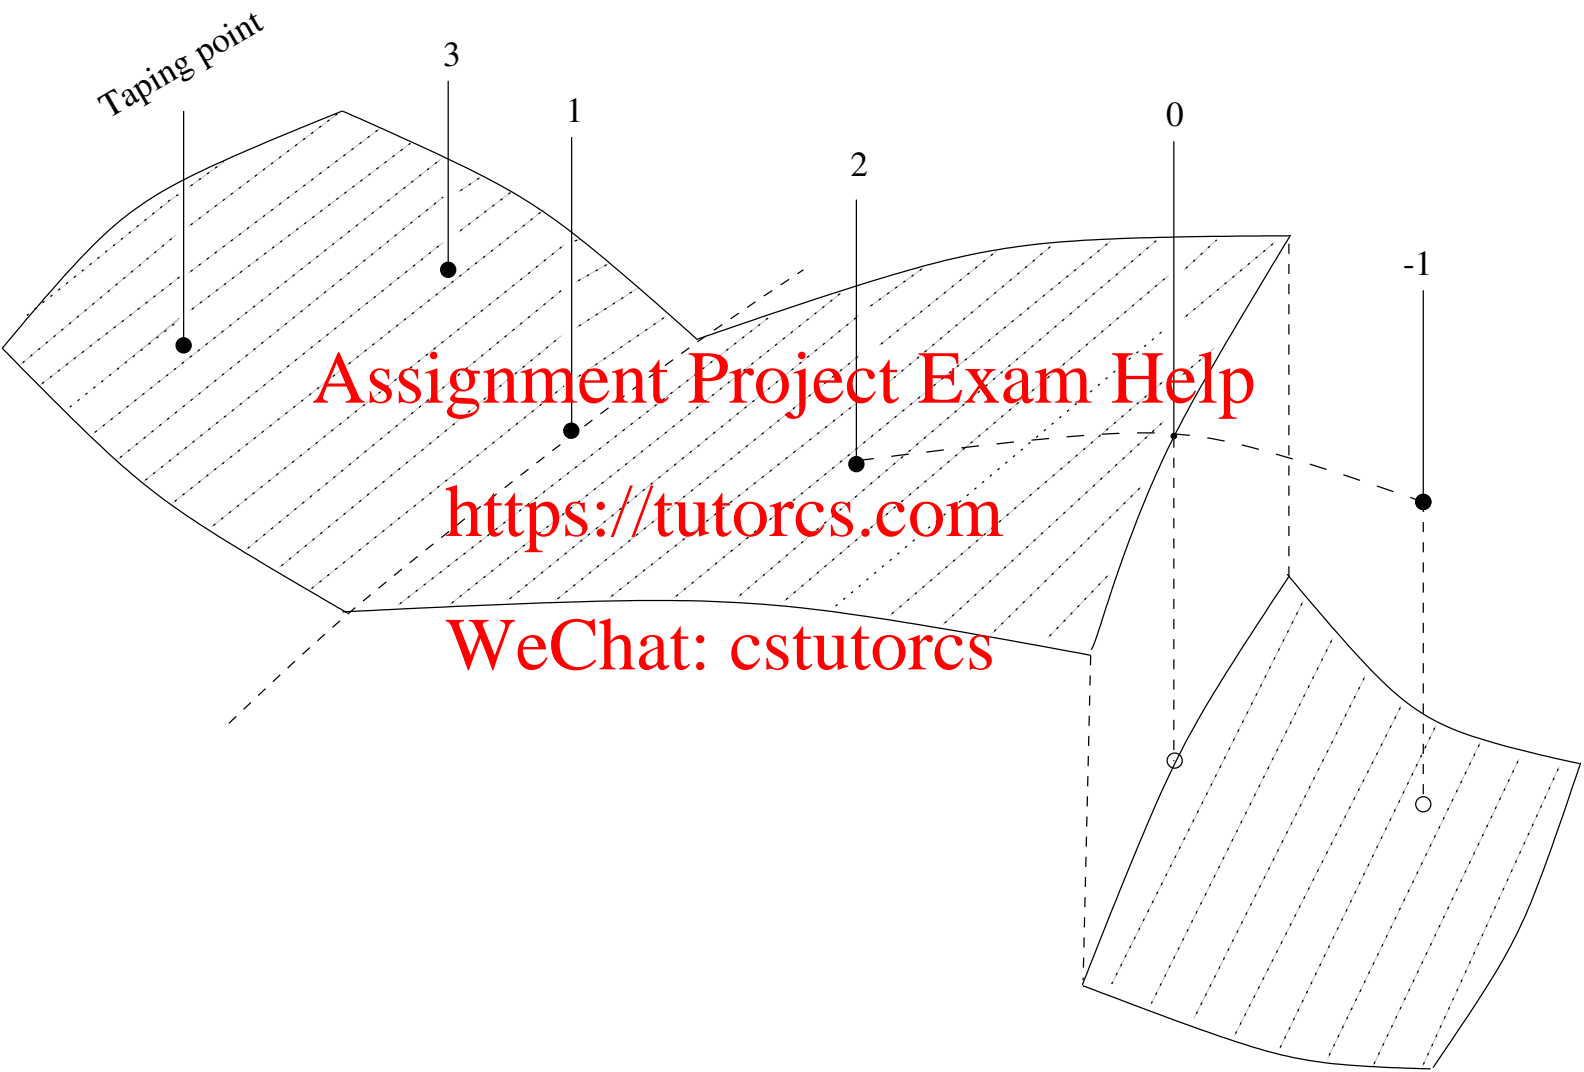 Taping point
3
1
2
0
-1
Assignment Project Exam Help
https://tutorcs.com
WeChat: cstutorcs